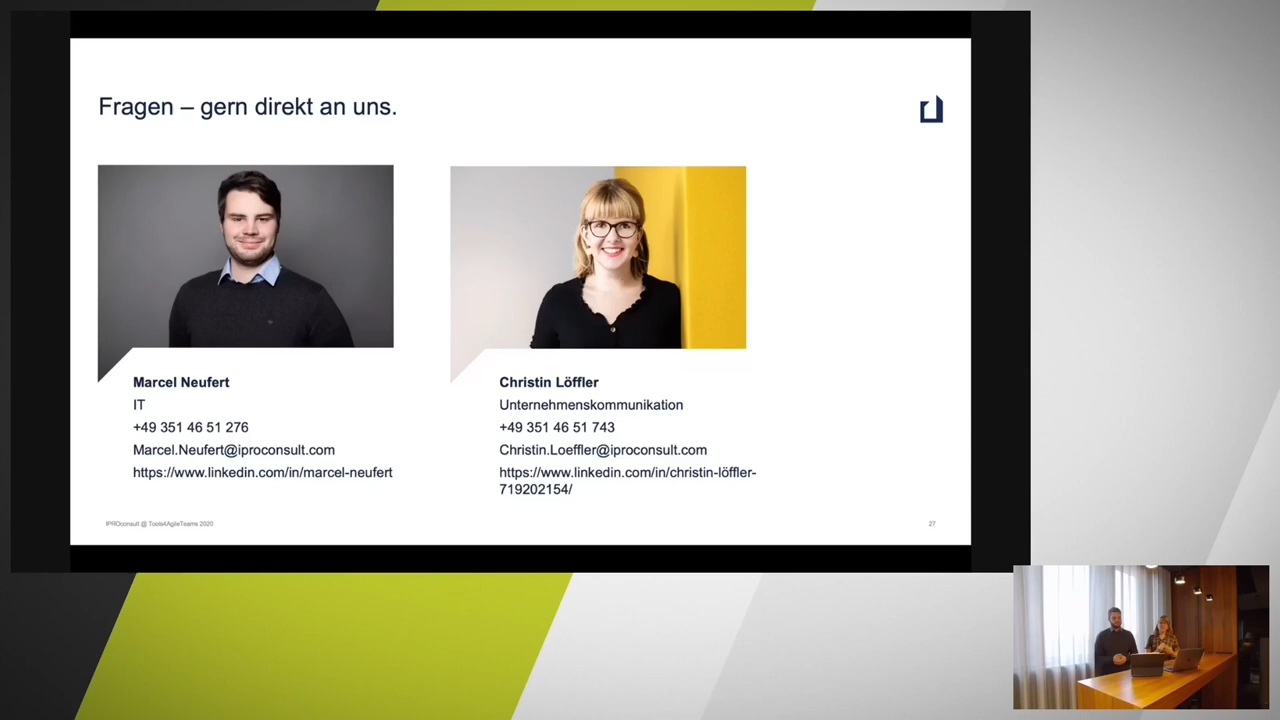 Fragen – gern direkt an uns.
Marcel Neufert
IT
+49 351 46 51 276
Marcel.Neufert@iproconsult.com
https://www.linkedin.com/in/marcel-neufert
Christin Löffler
Unternehmenskommunikation
+49 351 46 51 743
Christin.Loeffler@iproconsult.com
https://www.linkedin.com/in/christin-löffler-
719202154/
IPROconsult @ Tools4AgileTeams 2020
27